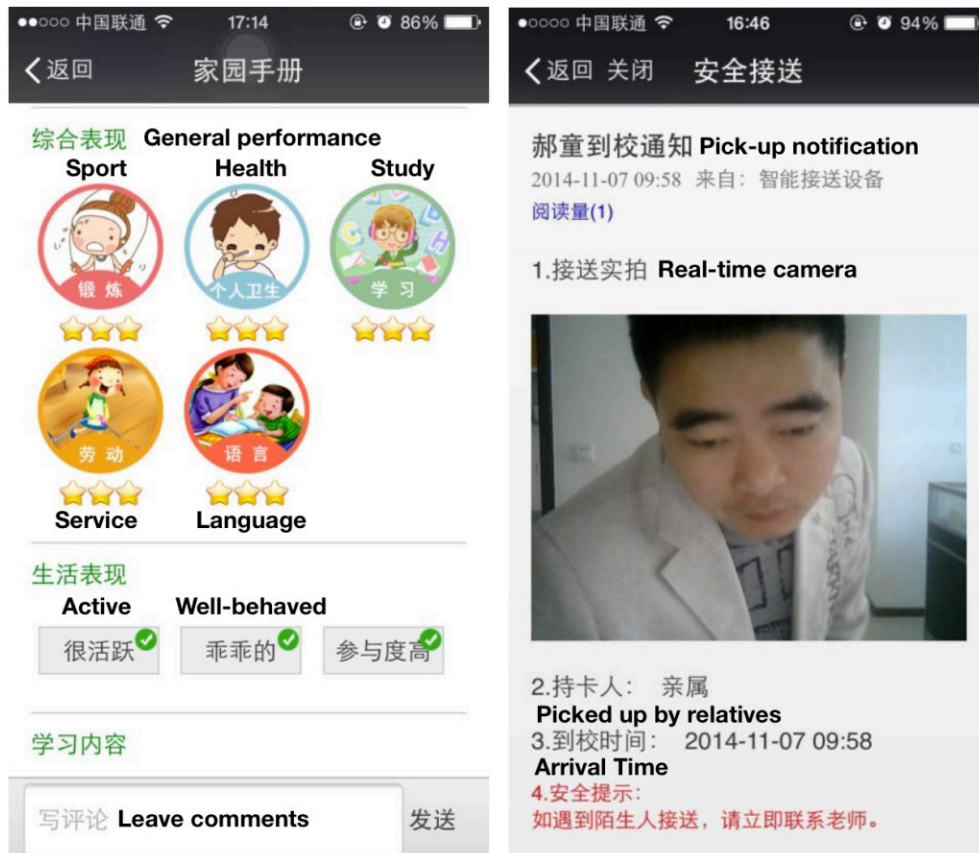 ●●○○○ 中国联通 17:14 86%
返回 家园手册
综合表现 General performance
Sport Health Study
锻炼 个人卫生 学习
劳动 语言
Service Language
生活表现
Active Well-behaved
很活跃 乖乖的 参与度高
学习内容
写评论 Leave comments 发送
●○○○○ 中国联通 16:46 94%
返回 关闭 安全接送
郝童到校通知 Pick-up notification
2014-11-07 09:58 来自：智能接送设备
阅读量(1)
1.接送实拍 Real-time camera
2.持卡人： 亲属
Picked up by relatives
3.到校时间： 2014-11-07 09:58
Arrival Time
4.安全提示：
如遇到陌生人接送，请立即联系老师。